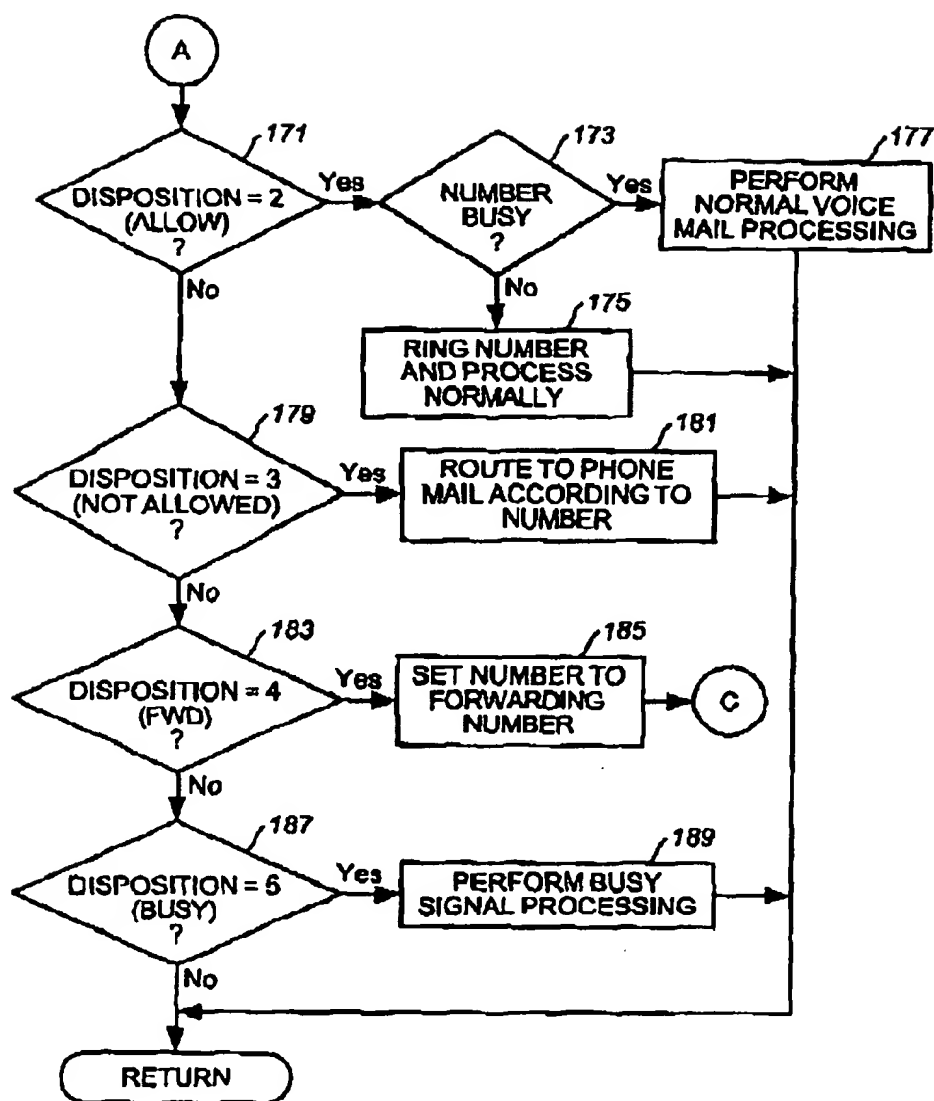 A
171
173
177
DISPOSITION = 2
(ALLOW)
?
Yes
NUMBER
BUSY
?
Yes
PERFORM
NORMAL VOICE
MAIL PROCESSING
No
No
175
RING NUMBER
AND PROCESS
NORMALLY
179
181
DISPOSITION = 3
(NOT ALLOWED)
?
Yes
ROUTE TO PHONE
MAIL ACCORDING TO
NUMBER
No
183
185
DISPOSITION = 4
(FWD)
?
Yes
SET NUMBER TO
FORWARDING
NUMBER
C
No
187
189
DISPOSITION = 5
(BUSY)
?
Yes
PERFORM BUSY
SIGNAL PROCESSING
No
RETURN